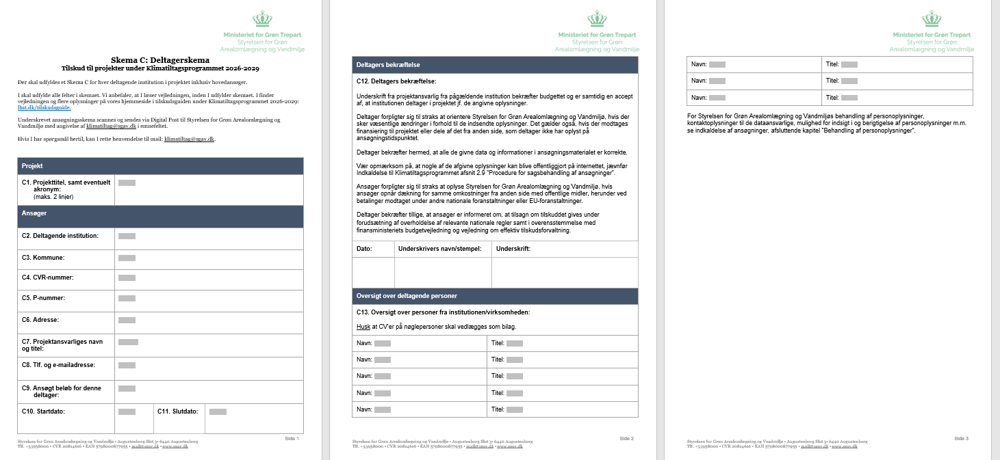 Ministeriet for Grøn Trepart
Styrelsen for Grøn
Arealomlægning og Vandmiljø
Skema C: Deltagerskema
Tilskud til projekter under Klimatiltagsprogrammet 2026-2029
Der skal udfyldes et Skema C for hver deltagende institution i projektet inklusiv hovedansøger.
I skal udfylde alle felter i skemaet. Vi anbefaler, at I læser vejledningen, inden I udfylder skemaet. I finder
vejledningen og flere oplysninger på vores hjemmeside i tilskudsguiden under Klimatiltagsprogrammet 2026-2029:
lbst.dk/tilskudsguide.
Underskrevet ansøgningsskema scannes og sendes via Digital Post til Styrelsen for Grøn Arealomlægning og
Vandmiljø med angivelse af klimatiltag@sgav.dk i emnefeltet.
Hvis I har spørgsmål hertil, kan I rette henvendelse til mail: klimatiltag@sgav.dk.
Projekt
C1. Projekttitel, samt eventuelt
akronym:
(maks. 2 linjer)
Ansøger
C2. Deltagende institution:
C3. Kommune:
C4. CVR-nummer:
C5. P-nummer:
C6. Adresse:
C7. Projektansvarliges navn
og titel:
C8. Tlf. og e-mailadresse:
C9. Ansøgt beløb for denne
deltager:
C10. Startdato: C11. Slutdato:
Side 1
Styrelsen for Grøn Arealomlægning og Vandmiljø • Augustenborg Slot 3• 6440 Augustenborg
Tlf. +33958000 • CVR 20814616 • EAN 5798000877955 • mail@sgav.dk •www.sgav.dk
Ministeriet for Grøn Trepart
Styrelsen for Grøn
Arealomlægning og Vandmiljø
Deltagers bekræftelse
C12. Deltagers bekræftelse:
Underskrift fra projektansvarlig fra pågældende institution bekræfter budgettet og er samtidig en accept
af, at institutionen deltager i projektet jf. de angivne oplysninger.
Deltager forpligter sig til straks at orientere Styrelsen for Grøn Arealomlægning og Vandmiljø, hvis der
sker væsentlige ændringer i forhold til de indsendte oplysninger. Det gælder også, hvis der modtages
finansiering til projektet eller dele af det fra anden side, som deltager ikke har oplyst på
ansøgningstidspunktet.
Deltager bekræfter hermed, at alle de givne data og informationer i ansøgningsmaterialet er korrekte.
Vær opmærksom på, at nogle af de afgivne oplysninger kan blive offentliggjort på internettet, jævnfør
Indkaldelse til Klimatiltagsprogrammet afsnit 2.9 "Procedure for sagsbehandling af ansøgninger".
Ansøger forpligter sig til straks at oplyse Styrelsen for Grøn Arealomlægning og Vandmiljø, hvis
ansøger opnår dækning for samme omkostninger fra anden side med offentlige midler, herunder ved
betalinger modtaget under andre nationale foranstaltninger eller EU-foranstaltninger.
Deltager bekræfter tillige, at ansøger er informeret om, at tilsagn om tilskuddet gives under
forudsætning af overholdelse af relevante nationale regler samt i overensstemmelse med
finansministeriets budgetvejledning og vejledning om effektiv tilskudsforvaltning.
Dato: Underskrivers navn/stempel: Underskrift:
Oversigt over deltagende personer
C13. Oversigt over personer fra institutionen/virksomheden:
Husk at CV'er på nøglepersoner skal vedlægges som bilag.
Navn: Titel:
Navn: Titel:
Navn: Titel:
Navn: Titel:
Navn: Titel:
Side 2
Styrelsen for Grøn Arealomlægning og Vandmiljø • Augustenborg Slot 3• 6440 Augustenborg
Tlf. +33958000 • CVR 20814616 • EAN 5798000877955 • mail@sgav.dk •www.sgav.dk
Ministeriet for Grøn Trepart
Styrelsen for Grøn
Arealomlægning og Vandmiljø
Navn: Titel:
Navn: Titel:
Navn: Titel:
For Styrelsen for Grøn Arealomlægning og Vandmiljøs behandling af personoplysninger,
kontaktoplysninger til de dataansvarlige, mulighed for indsigt i og berigtigelse af personoplysninger m.m.
se indkaldelse af ansøgninger, afsluttende kapitel "Behandling af personoplysninger".
Side 3
Styrelsen for Grøn Arealomlægning og Vandmiljø • Augustenborg Slot 3• 6440 Augustenborg
Tlf. +33958000 • CVR 20814616 • EAN 5798000877955 • mail@sgav.dk •www.sgav.dk